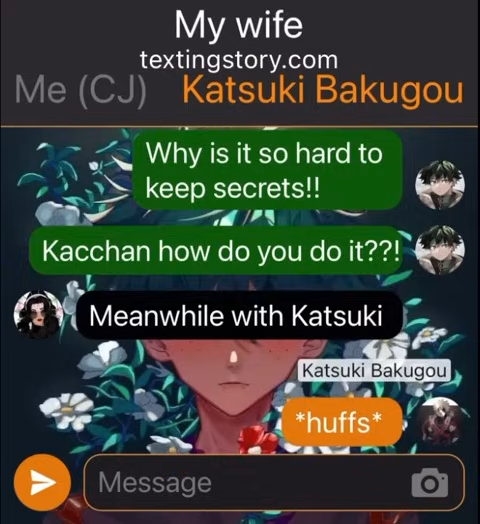 My wife
textingstory.com
Me (CJ) Katsuki Bakugou
Why is it so hard to
keep secrets!!
Kacchan how do you do it??!
Meanwhile with Katsuki
Katsuki Bakugou
*huffs*
Message